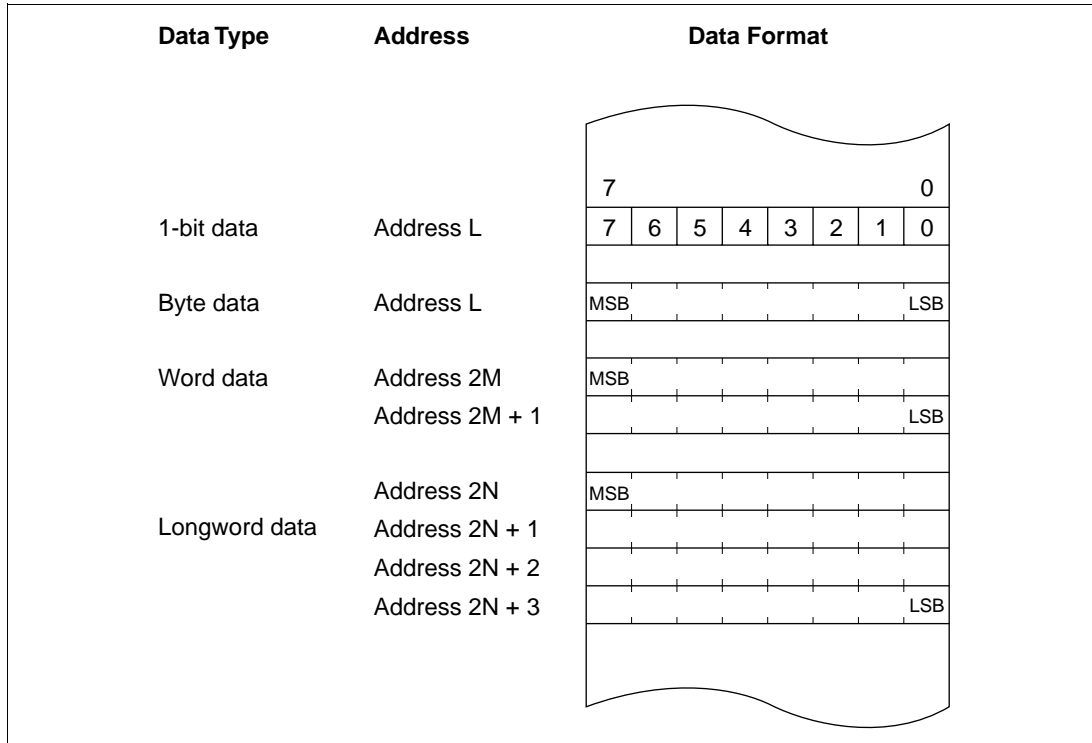 Data Type Address Data Format
7 0
1-bit data Address L 7 6 5 4 3 2 1 0
Byte data Address L MSB LSB
Word data Address 2M MSB
Address 2M + 1 LSB
Address 2N MSB
Longword data Address 2N + 1
Address 2N + 2
Address 2N + 3 LSB